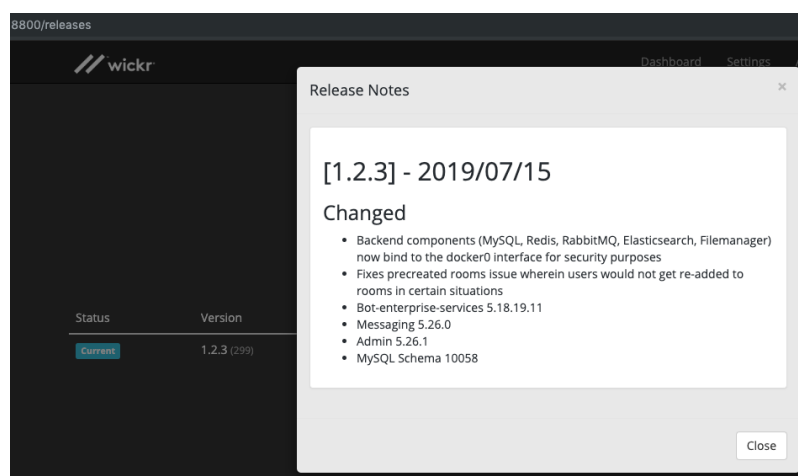 8800/releases
wickr
Dashboard Settings
Release Notes
×
[1.2.3] - 2019/07/15
Changed
• Backend components (MySQL, Redis, RabbitMQ, Elasticsearch, Filemanager)
now bind to the docker0 interface for security purposes
• Fixes precreated rooms issue wherein users would not get re-added to
rooms in certain situations
• Bot-enterprise-services 5.18.19.11
• Messaging 5.26.0
• Admin 5.26.1
• MySQL Schema 10058
Status Version
Current 1.2.3 (299)
Close